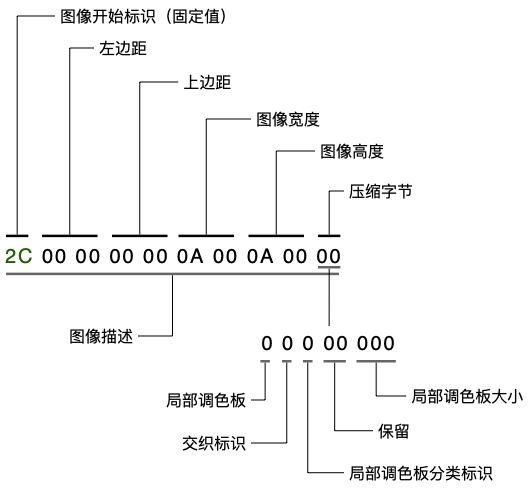 图像开始标识（固定值）
左边距
上边距
图像宽度
图像高度
压缩字节
2C 00 00 00 00 0A 00 0A 00 00
图像描述
0 0 0 00 000
局部调色板
局部调色板大小
保留
交织标识
局部调色板分类标识